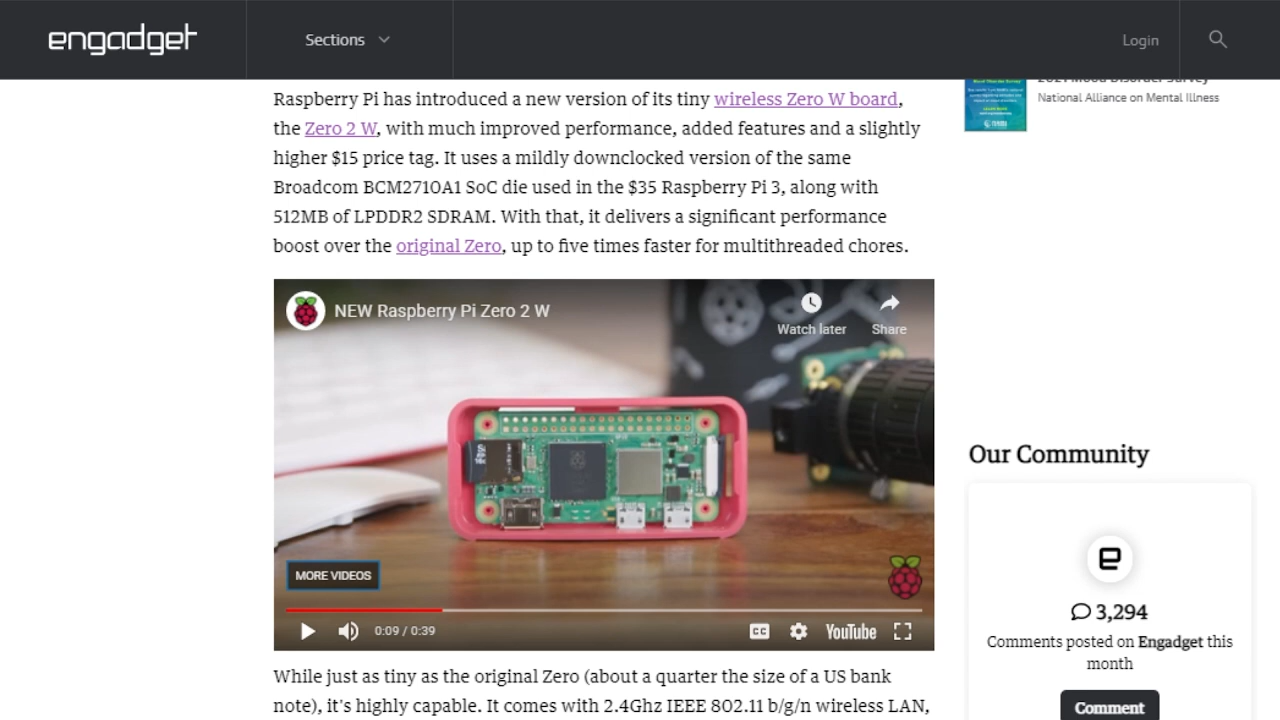 engadget
Sections
Login
National Alliance on Mental Illness
Raspberry Pi has introduced a new version of its tiny wireless Zero W board,
the Zero 2 W, with much improved performance, added features and a slightly
higher $15 price tag. It uses a mildly downclocked version of the same
Broadcom BCM2710A1 SoC die used in the $35 Raspberry Pi 3, along with
512MB of LPDDR2 SDRAM. With that, it delivers a significant performance
boost over the original Zero, up to five times faster for multithreaded chores.
NEW Raspberry Pi Zero 2 W
Watch later
Share
MORE VIDEOS
0:09 / 0:39
CC
YouTube
While just as tiny as the original Zero (about a quarter the size of a US bank
note), it's highly capable. It comes with 2.4Ghz IEEE 802.11 b/g/n wireless LAN,
Our Community
e
3,294
Comments posted on Engadget this
month
Comment